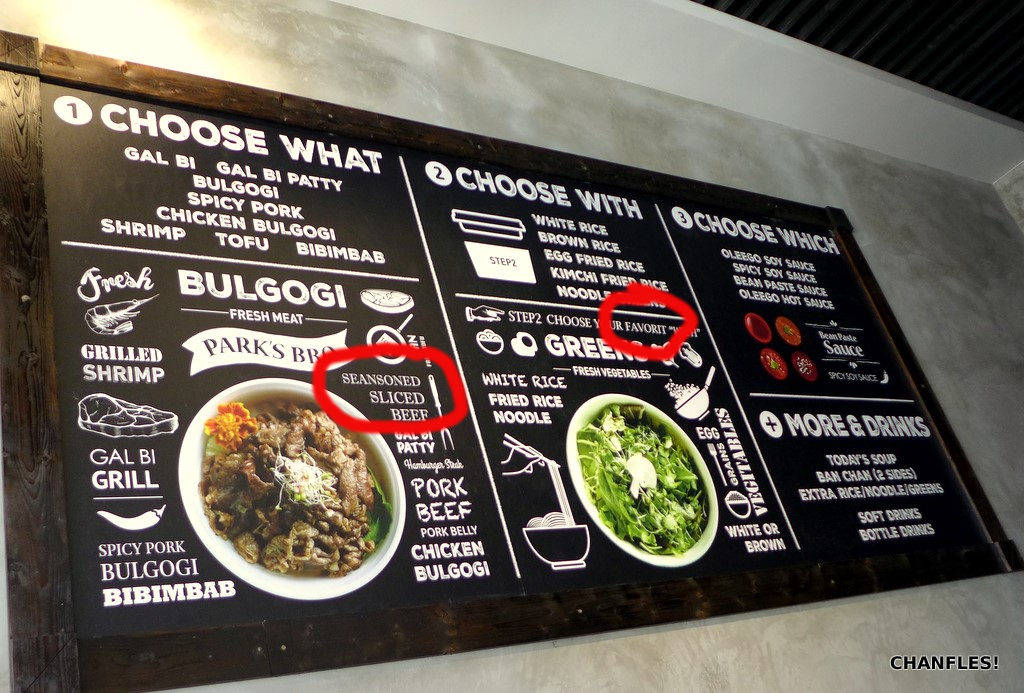 1 CHOOSE WHAT
GAL BI GAL BI PATTY
BULGOGI
SPICY PORK
CHICKEN BULGOGI
SHRIMP TOFU BIBIMBAB
Fresh
GRILLED
SHRIMP
GAL BI
GRILL
SPICY PORK
BULGOGI
BIBIMBAB
BULGOGI
FRESH MEAT
PARK'S BBQ
SEANSONED
SLICED
BEEF
GAL BI
PATTY
Hamburger Steak
PORK
BEEF
PORK BELLY
CHICKEN
BULGOGI
2 CHOOSE WITH
STEP2
WHITE RICE
BROWN RICE
EGG FRIED RICE
KIMCHI FRIED RICE
NOODLE
STEP2 CHOOSE YOUR FAVORIT
GREENS
FRESH VEGETABLES
WHITE RICE
FRIED RICE
NOODLE
EGG
GRAINS
VEGITABLES
WHITE OR
BROWN
3 CHOOSE WHICH
OLEEGO SOY SAUCE
SPICY SOY SAUCE
BEAN PASTE SAUCE
OLEEGO HOT SAUCE
Bean Paste
Sauce
SPICY SOY SAUCE
+ MORE & DRINKS
TODAY'S SOUP
BAN CHAN (2 SIDES)
EXTRA RICE/NOODLE/GREENS
SOFT DRINKS
BOTTLE DRINKS
CHANFLES!